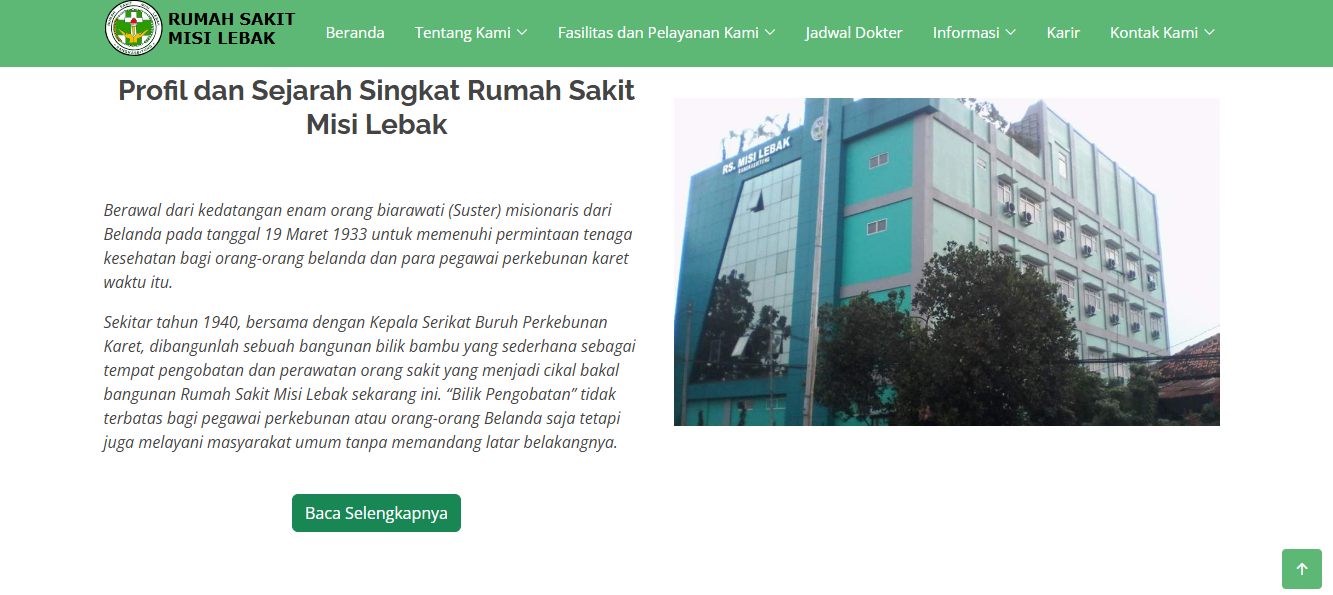 RUMAH SAKIT
MISI LEBAK
Beranda
Tentang Kami
Fasilitas dan Pelayanan Kami
Jadwal Dokter
Informasi
Karir
Kontak Kami
Profil dan Sejarah Singkat Rumah Sakit
Misi Lebak
Berawal dari kedatangan enam orang biarawati (Suster) misionaris dari
Belanda pada tanggal 19 Maret 1933 untuk memenuhi permintaan tenaga
kesehatan bagi orang-orang belanda dan para pegawai perkebunan karet
waktu itu.
Sekitar tahun 1940, bersama dengan Kepala Serikat Buruh Perkebunan
Karet, dibangunlah sebuah bangunan bilik bambu yang sederhana sebagai
tempat pengobatan dan perawatan orang sakit yang menjadi cikal bakal
bangunan Rumah Sakit Misi Lebak sekarang ini. “Bilik Pengobatan” tidak
terbatas bagi pegawai perkebunan atau orang-orang Belanda saja tetapi
juga melayani masyarakat umum tanpa memandang latar belakangnya.
Baca Selengkapnya
RS. MISI LEBAK